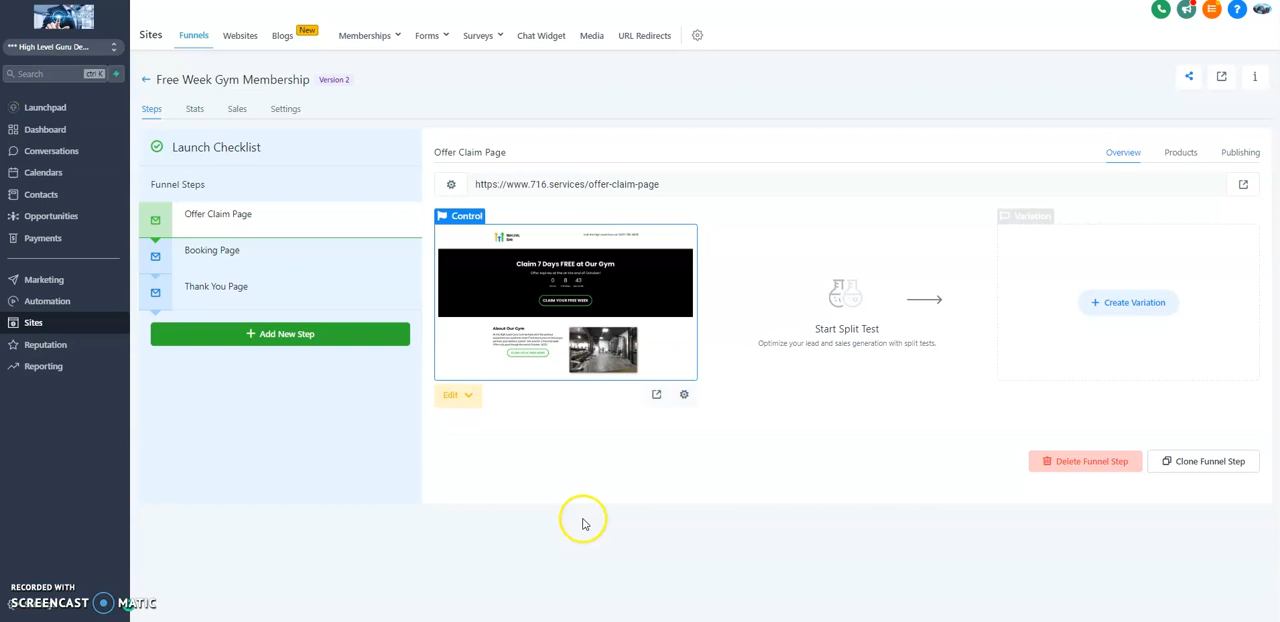 Sites
Funnels
Websites
Blogs
New
Memberships
Forms
Surveys
Chat Widget
Media
URL Redirects
*** High Level Guru De...
Search
ctrl K
Launchpad
Dashboard
Conversations
Calendars
Contacts
Opportunities
Payments
Marketing
Automation
Sites
Reputation
Reporting
RECORDED WITH
SCREENCAST MATIC
Free Week Gym Membership
Version 2
Steps
Stats
Sales
Settings
Launch Checklist
Funnel Steps
Offer Claim Page
Booking Page
Thank You Page
+ Add New Step
Offer Claim Page
Overview
Products
Publishing
https://www.716.services/offer-claim-page
Control
Claim 7 Days FREE at Our Gym
CLAIM YOUR FREE WEEK
About Our Gym
Edit
Start Split Test
Optimize your lead and sales generation with split tests.
Variation
+ Create Variation
Delete Funnel Step
Clone Funnel Step